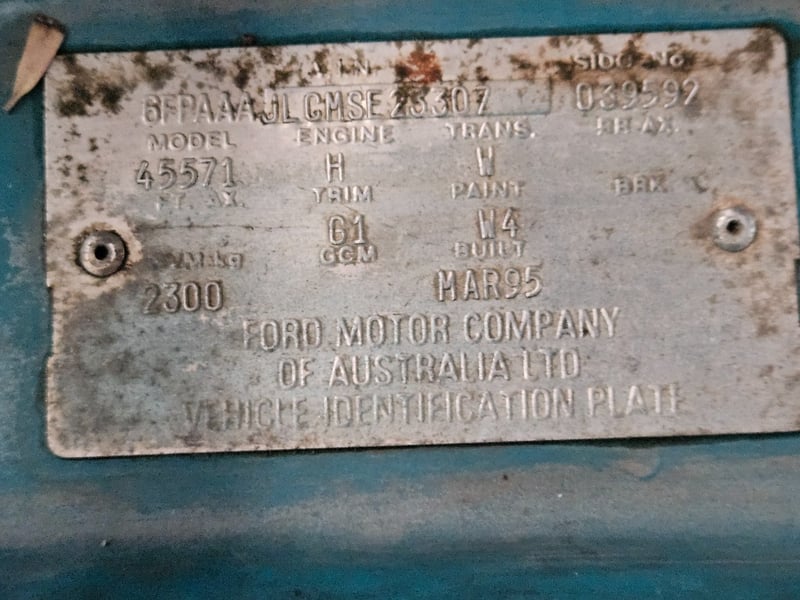 V.I.N. SIDO No
6FPAAAJLGMSE23307 039592
MODEL ENGINE TRANS. RR.AX.
45571 H W
FT. AX. TRIM PAINT BRK
G1 W4
GCM BUILT
2300 MAR95
FORD MOTOR COMPANY
OF AUSTRALIA LTD
VEHICLE IDENTIFICATION PLATE